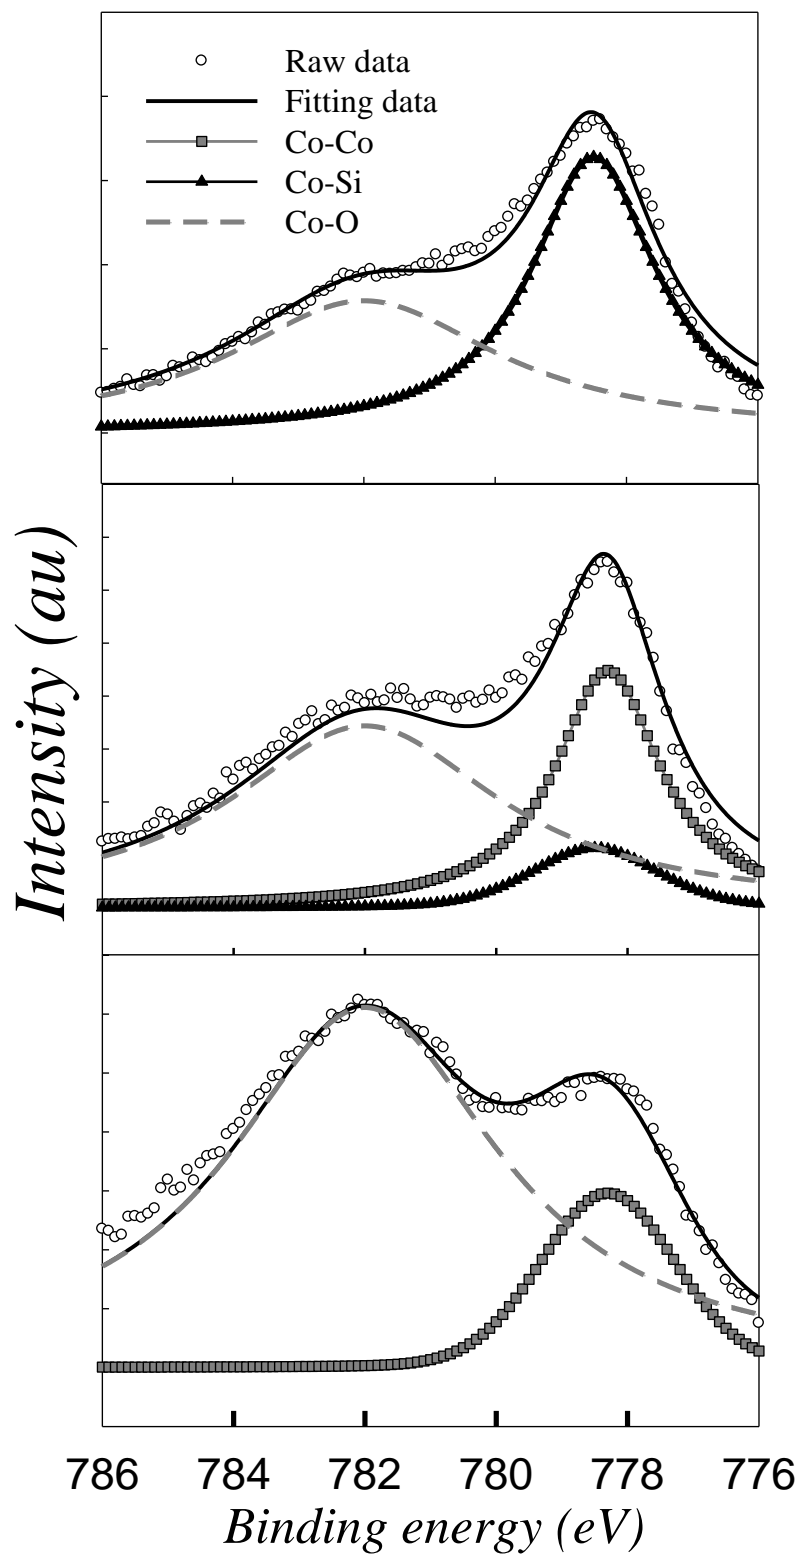 Raw data
Fitting data
Co-Co
Co-Si
Co-O
Intensity (au)
786 784 782 780 778 776
Binding energy (eV)